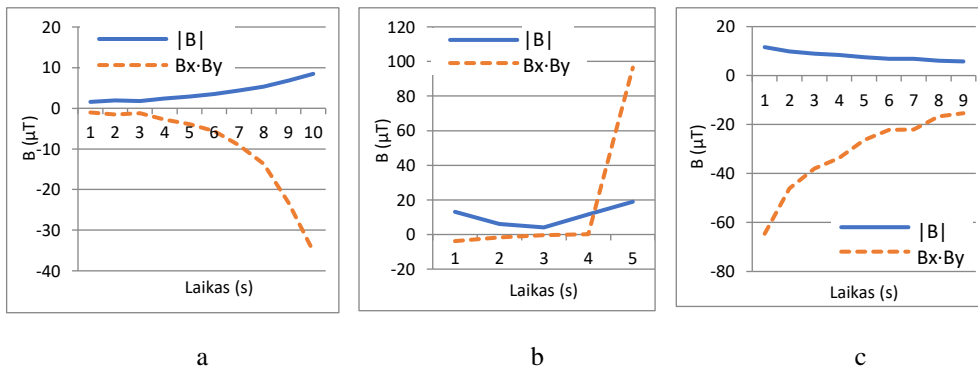 20
10
0
-10
-20
-30
-40
B (µT)
|B|
Bx·By
1 2 3 4 5 6 7 8 9 10
Laikas (s)
a
120
100
80
60
40
20
0
-20
B (µT)
|B|
Bx·By
1 2 3 4 5
Laikas (s)
b
20
0
-20
-40
-60
-80
B (µT)
1 2 3 4 5 6 7 8 9
|B|
Bx·By
Laikas (s)
c